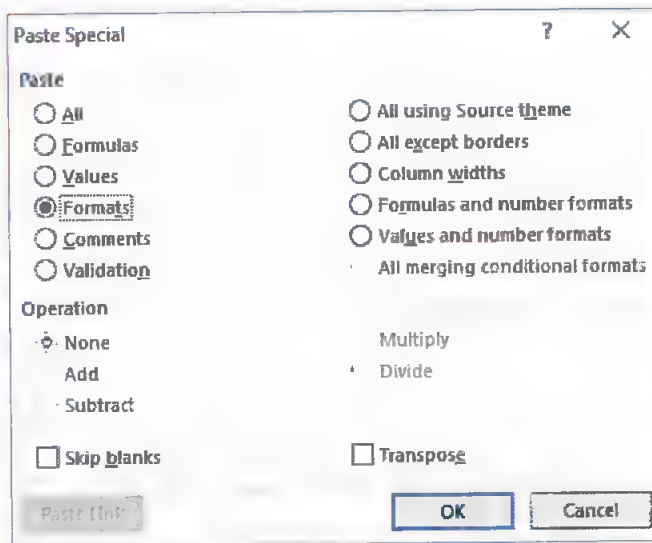 Paste Special ? X
Paste
All
Formulas
Values
Formats
Comments
Validation
All using Source theme
All except borders
Column widths
Formulas and number formats
Values and number formats
All merging conditional formats
Operation
None
Add
Subtract
Multiply
Divide
Skip blanks
Transpose
Paste Link
OK
Cancel